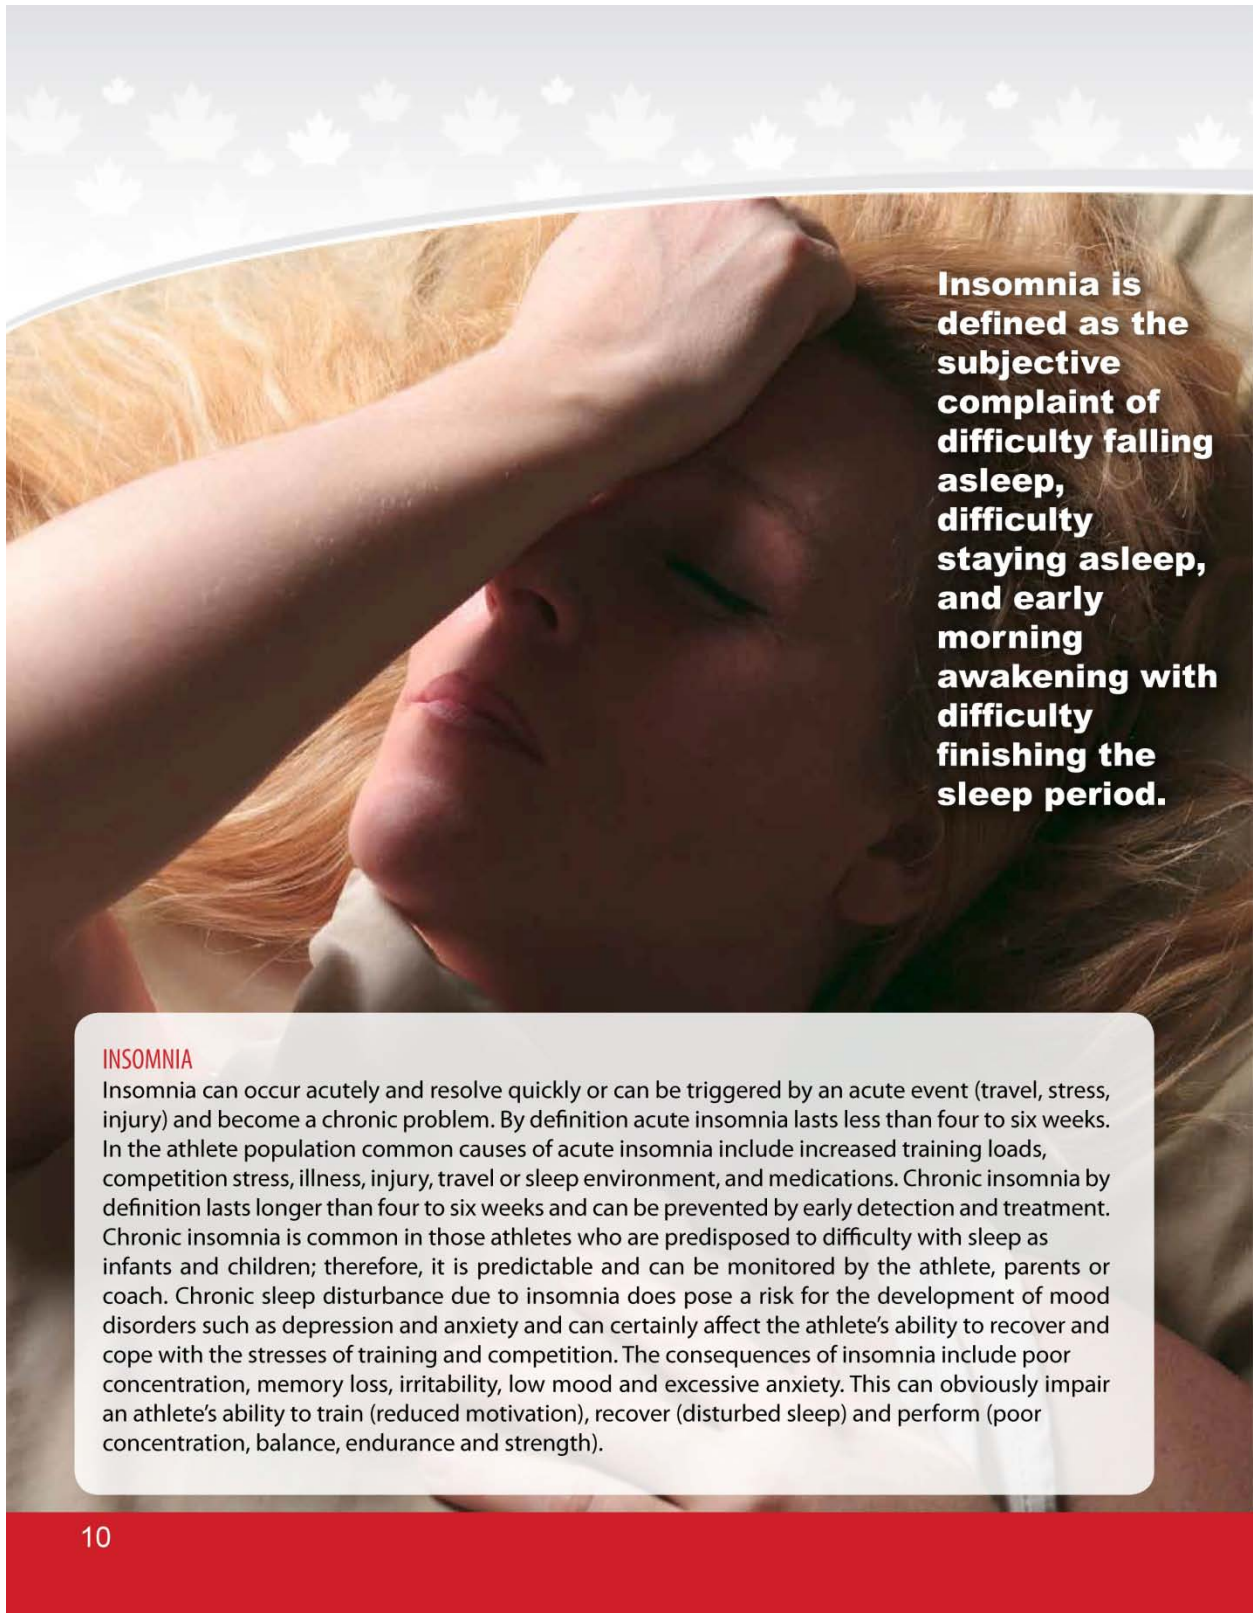 Insomnia is
defined as the
subjective
complaint of
difficulty falling
asleep,
difficulty
staying asleep,
and early
morning
awakening with
difficulty
finishing the
sleep period.
INSOMNIA
Insomnia can occur acutely and resolve quickly or can be triggered by an acute event (travel, stress,
injury) and become a chronic problem. By definition acute insomnia lasts less than four to six weeks.
In the athlete population common causes of acute insomnia include increased training loads,
competition stress, illness, injury, travel or sleep environment, and medications. Chronic insomnia by
definition lasts longer than four to six weeks and can be prevented by early detection and treatment.
Chronic insomnia is common in those athletes who are predisposed to difficulty with sleep as
infants and children; therefore, it is predictable and can be monitored by the athlete, parents or
coach. Chronic sleep disturbance due to insomnia does pose a risk for the development of mood
disorders such as depression and anxiety and can certainly affect the athlete's ability to recover and
cope with the stresses of training and competition. The consequences of insomnia include poor
concentration, memory loss, irritability, low mood and excessive anxiety. This can obviously impair
an athlete's ability to train (reduced motivation), recover (disturbed sleep) and perform (poor
concentration, balance, endurance and strength).
10